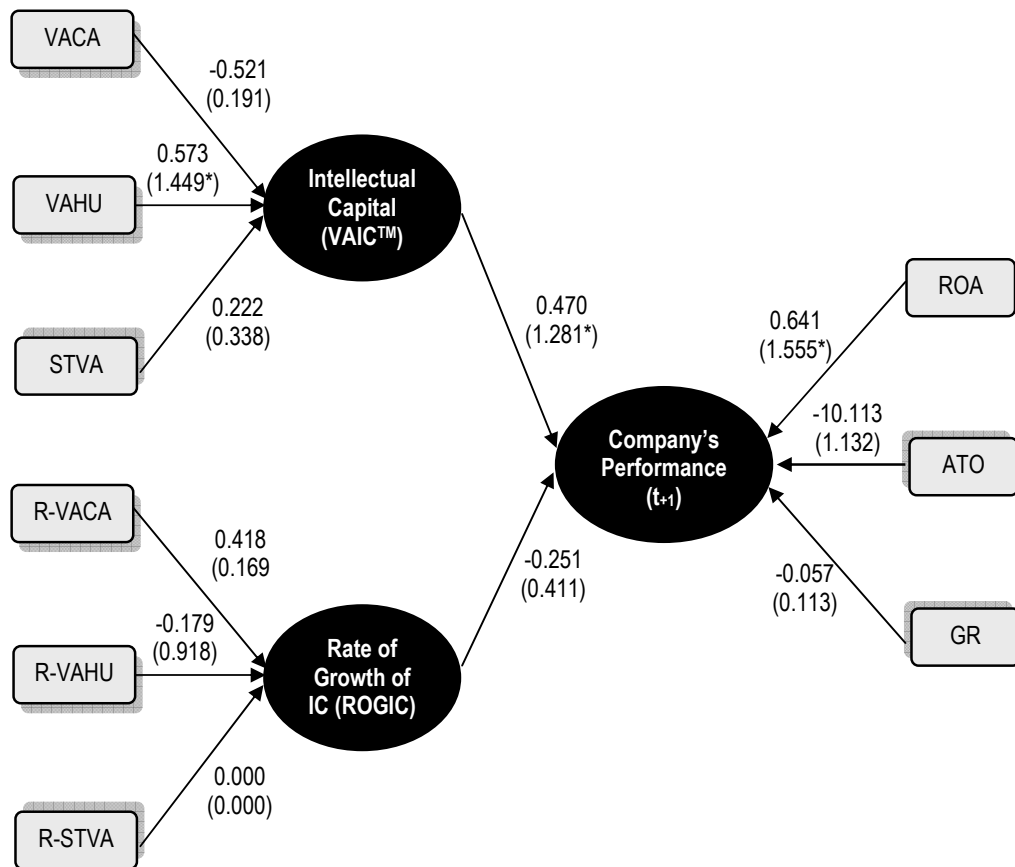 VACA
-0.521
(0.191)
VAHU
0.573
(1.449*)
STVA
0.222
(0.338)
Intellectual
Capital
(VAIC™)
0.470
(1.281*)
ROA
0.641
(1.555*)
Company's
Performance
(t+1)
-10.113
(1.132)
ATO
-0.057
(0.113)
GR
R-VACA
0.418
(0.169
R-VAHU
-0.179
(0.918)
-0.251
(0.411)
Rate of
Growth of
IC (ROGIC)
0.000
(0.000)
R-STVA